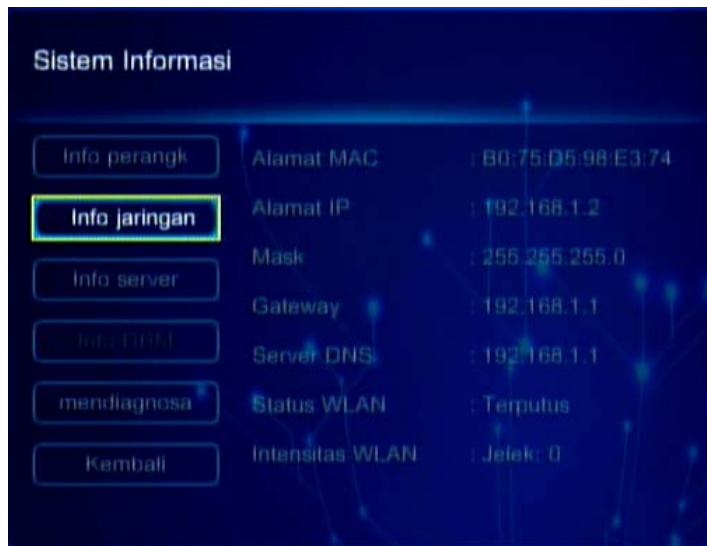 Sistem Informasi
Info perangk
Alamat MAC : B0:75:D5:98:E3:74
Info jaringan
Alamat IP : 192.168.1.2
Mask : 255.255.255.0
Info server
Gateway : 192.168.1.1
Info DRM
Server DNS : 192.168.1.1
mendiagnosa
Status WLAN : Terputus
Kembali
Intensitas WLAN : Jelek: 0